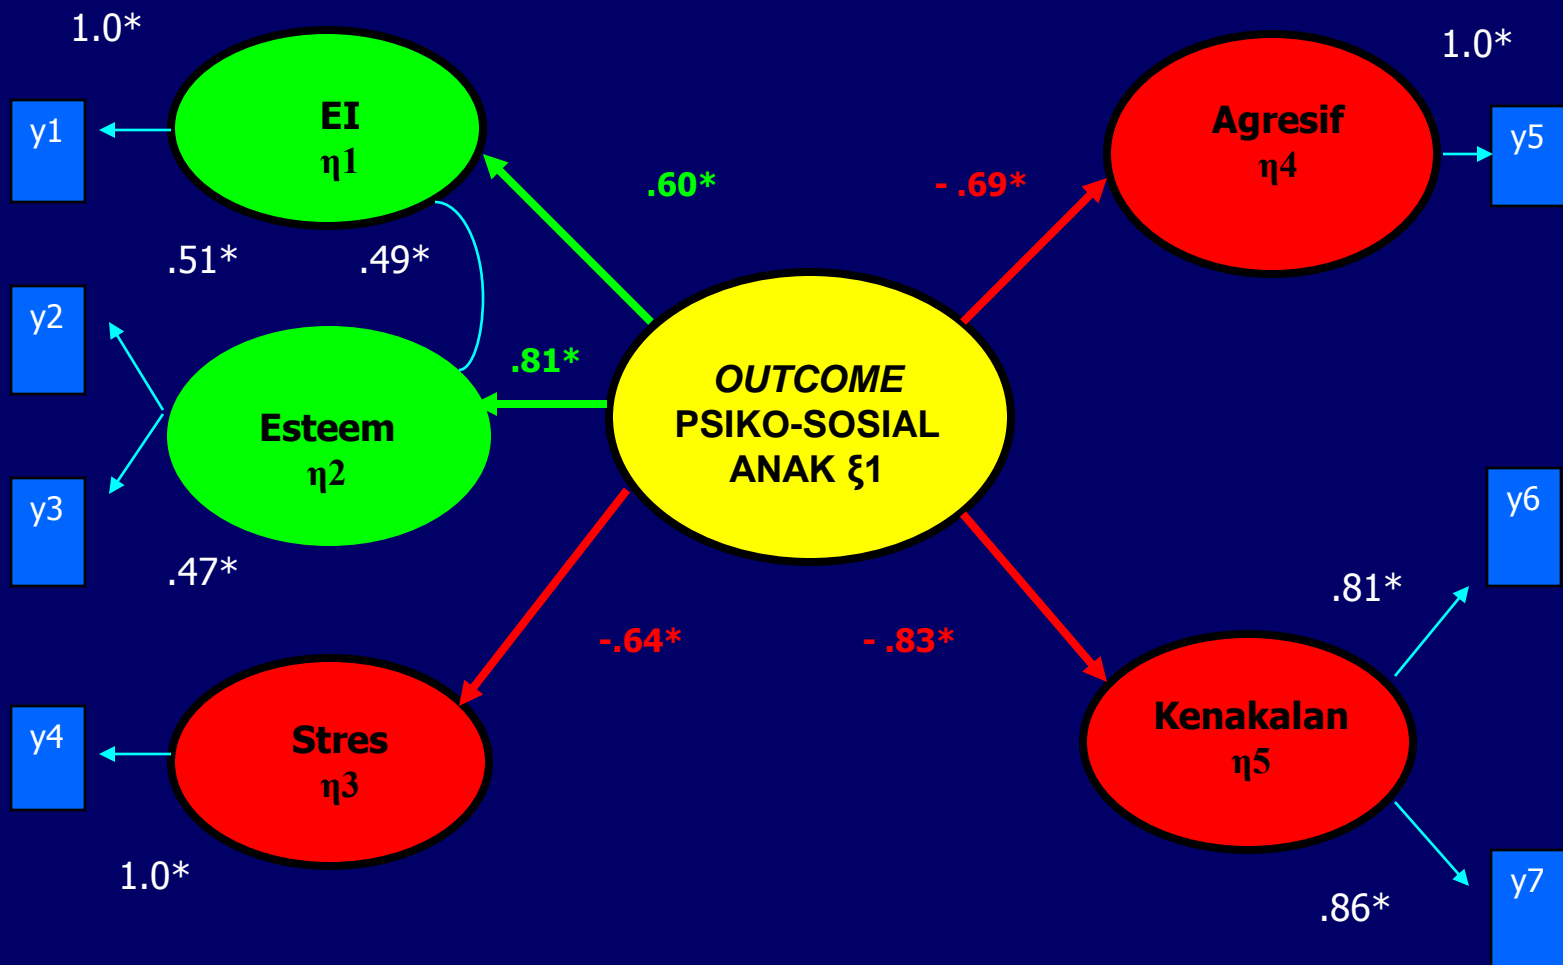 1.0*
1.0*
y1
EI
η1
Agresif
η4
y5
.60*
- .69*
.51*
.49*
y2
.81*
OUTCOME
PSIKO-SOSIAL
ANAK ξ1
Esteem
η2
y3
.47*
y6
.81*
-.64*
- .83*
y4
Stres
η3
Kenakalan
η5
1.0*
.86*
y7